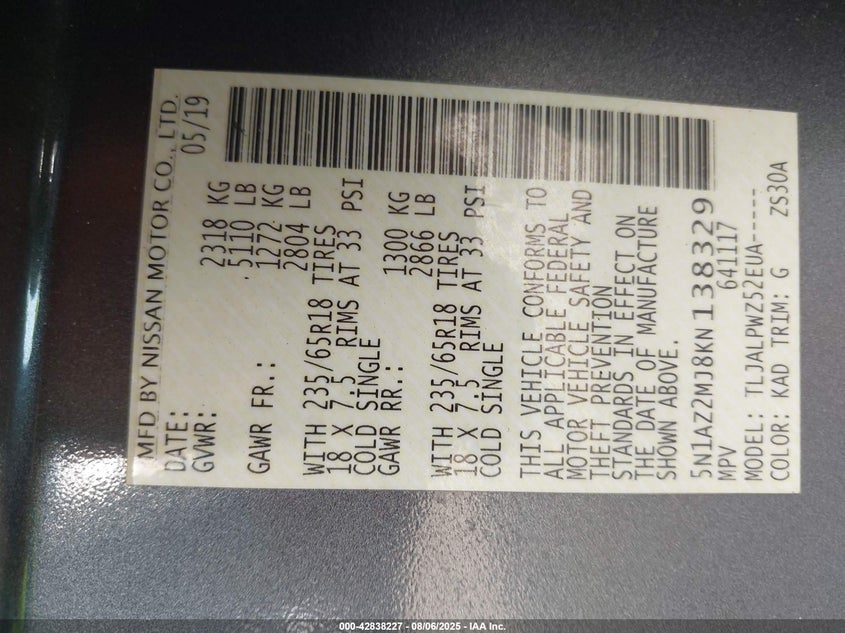 MFD BY NISSAN MOTOR CO., LTD.
DATE: 05/19
GVWR: 2318 KG
5110 LB
GAWR FR.: 1272 KG
2804 LB
WITH 235/65R18 TIRES
18 X 7.5 RIMS AT 33 PSI
COLD SINGLE
GAWR RR.: 1300 KG
2866 LB
WITH 235/65R18 TIRES
18 X 7.5 RIMS AT 33 PSI
COLD SINGLE
THIS VEHICLE CONFORMS TO
ALL APPLICABLE FEDERAL
MOTOR VEHICLE SAFETY AND
THEFT PREVENTION
STANDARDS IN EFFECT ON
THE DATE OF MANUFACTURE
SHOWN ABOVE.
5N1AZ2MJ8KN138329
MPV 641117
MODEL: TLJALPWZ52EUA-----
COLOR: KAD TRIM: G ZS30A
000-42838227 - 08/06/2025 - IAA Inc.